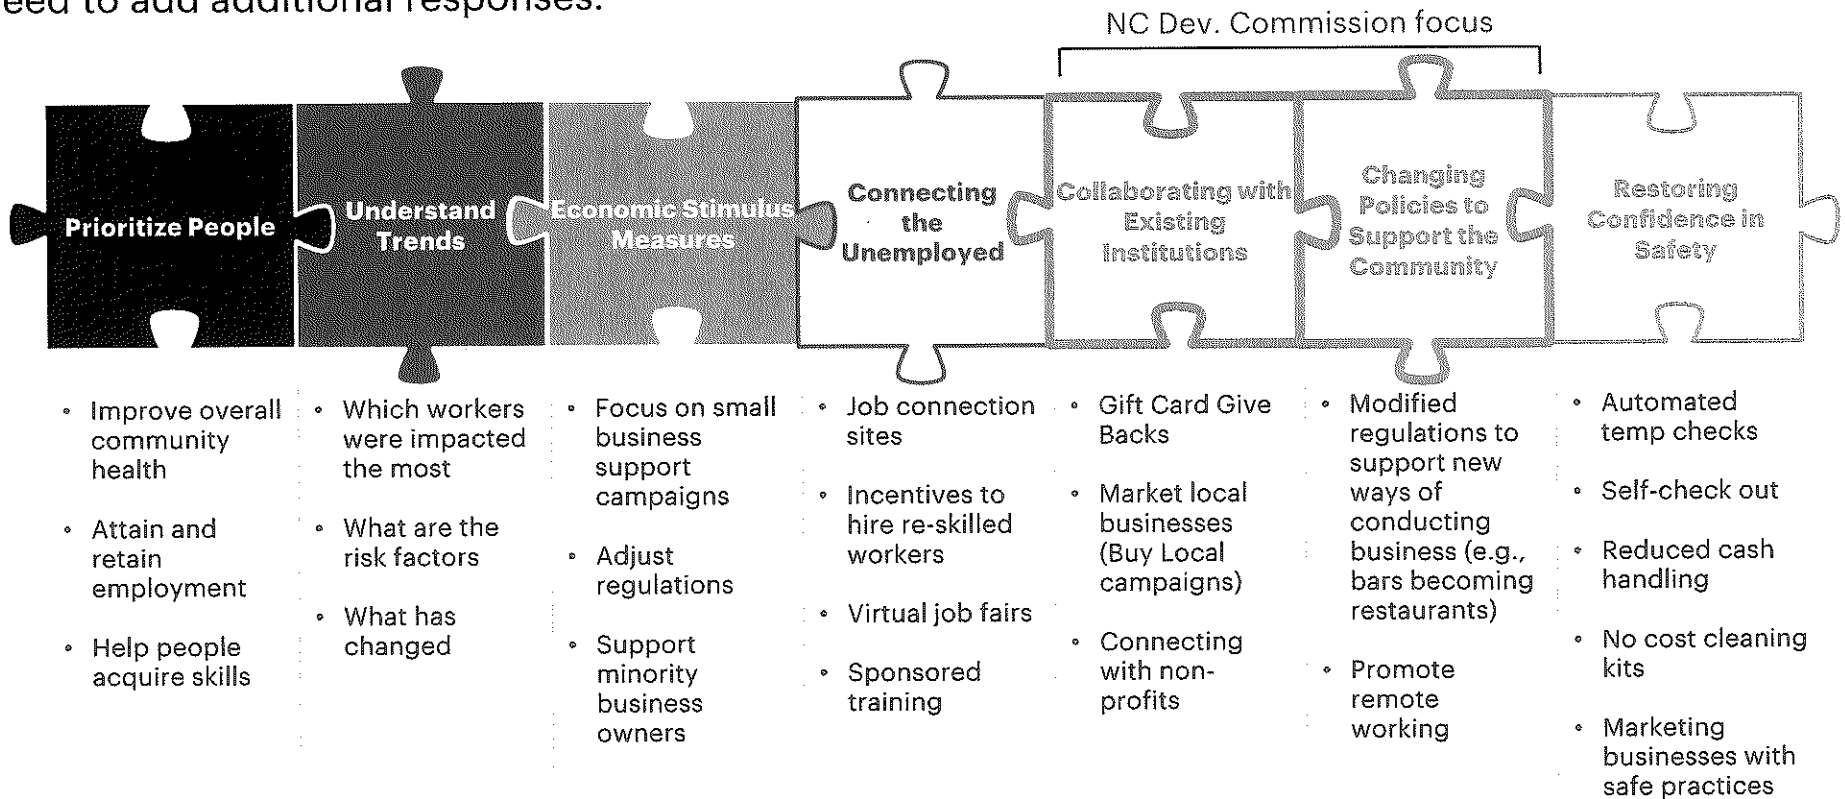 eed to add additional responses.
NC Dev. Commission focus
Prioritize People
Understand
Trends
Economic Stimulus
Measures
Connecting
the
Unemployed
Collaborating with
Existing
Institutions
Changing
Policies to
Support the
Community
Restoring
Confidence in
Safety
• Improve overall
community
health
• Attain and
retain
employment
• Help people
acquire skills
• Which workers
were impacted
the most
• What are the
risk factors
• What has
changed
• Focus on small
business
support
campaigns
• Adjust
regulations
• Support
minority
business
owners
• Job connection
sites
• Incentives to
hire re-skilled
workers
• Virtual job fairs
• Sponsored
training
• Gift Card Give
Backs
• Market local
businesses
(Buy Local
campaigns)
• Connecting
with non-
profits
• Modified
regulations to
support new
ways of
conducting
business (e.g.,
bars becoming
restaurants)
• Promote
remote
working
• Automated
temp checks
• Self-check out
• Reduced cash
handling
• No cost cleaning
kits
• Marketing
businesses with
safe practices